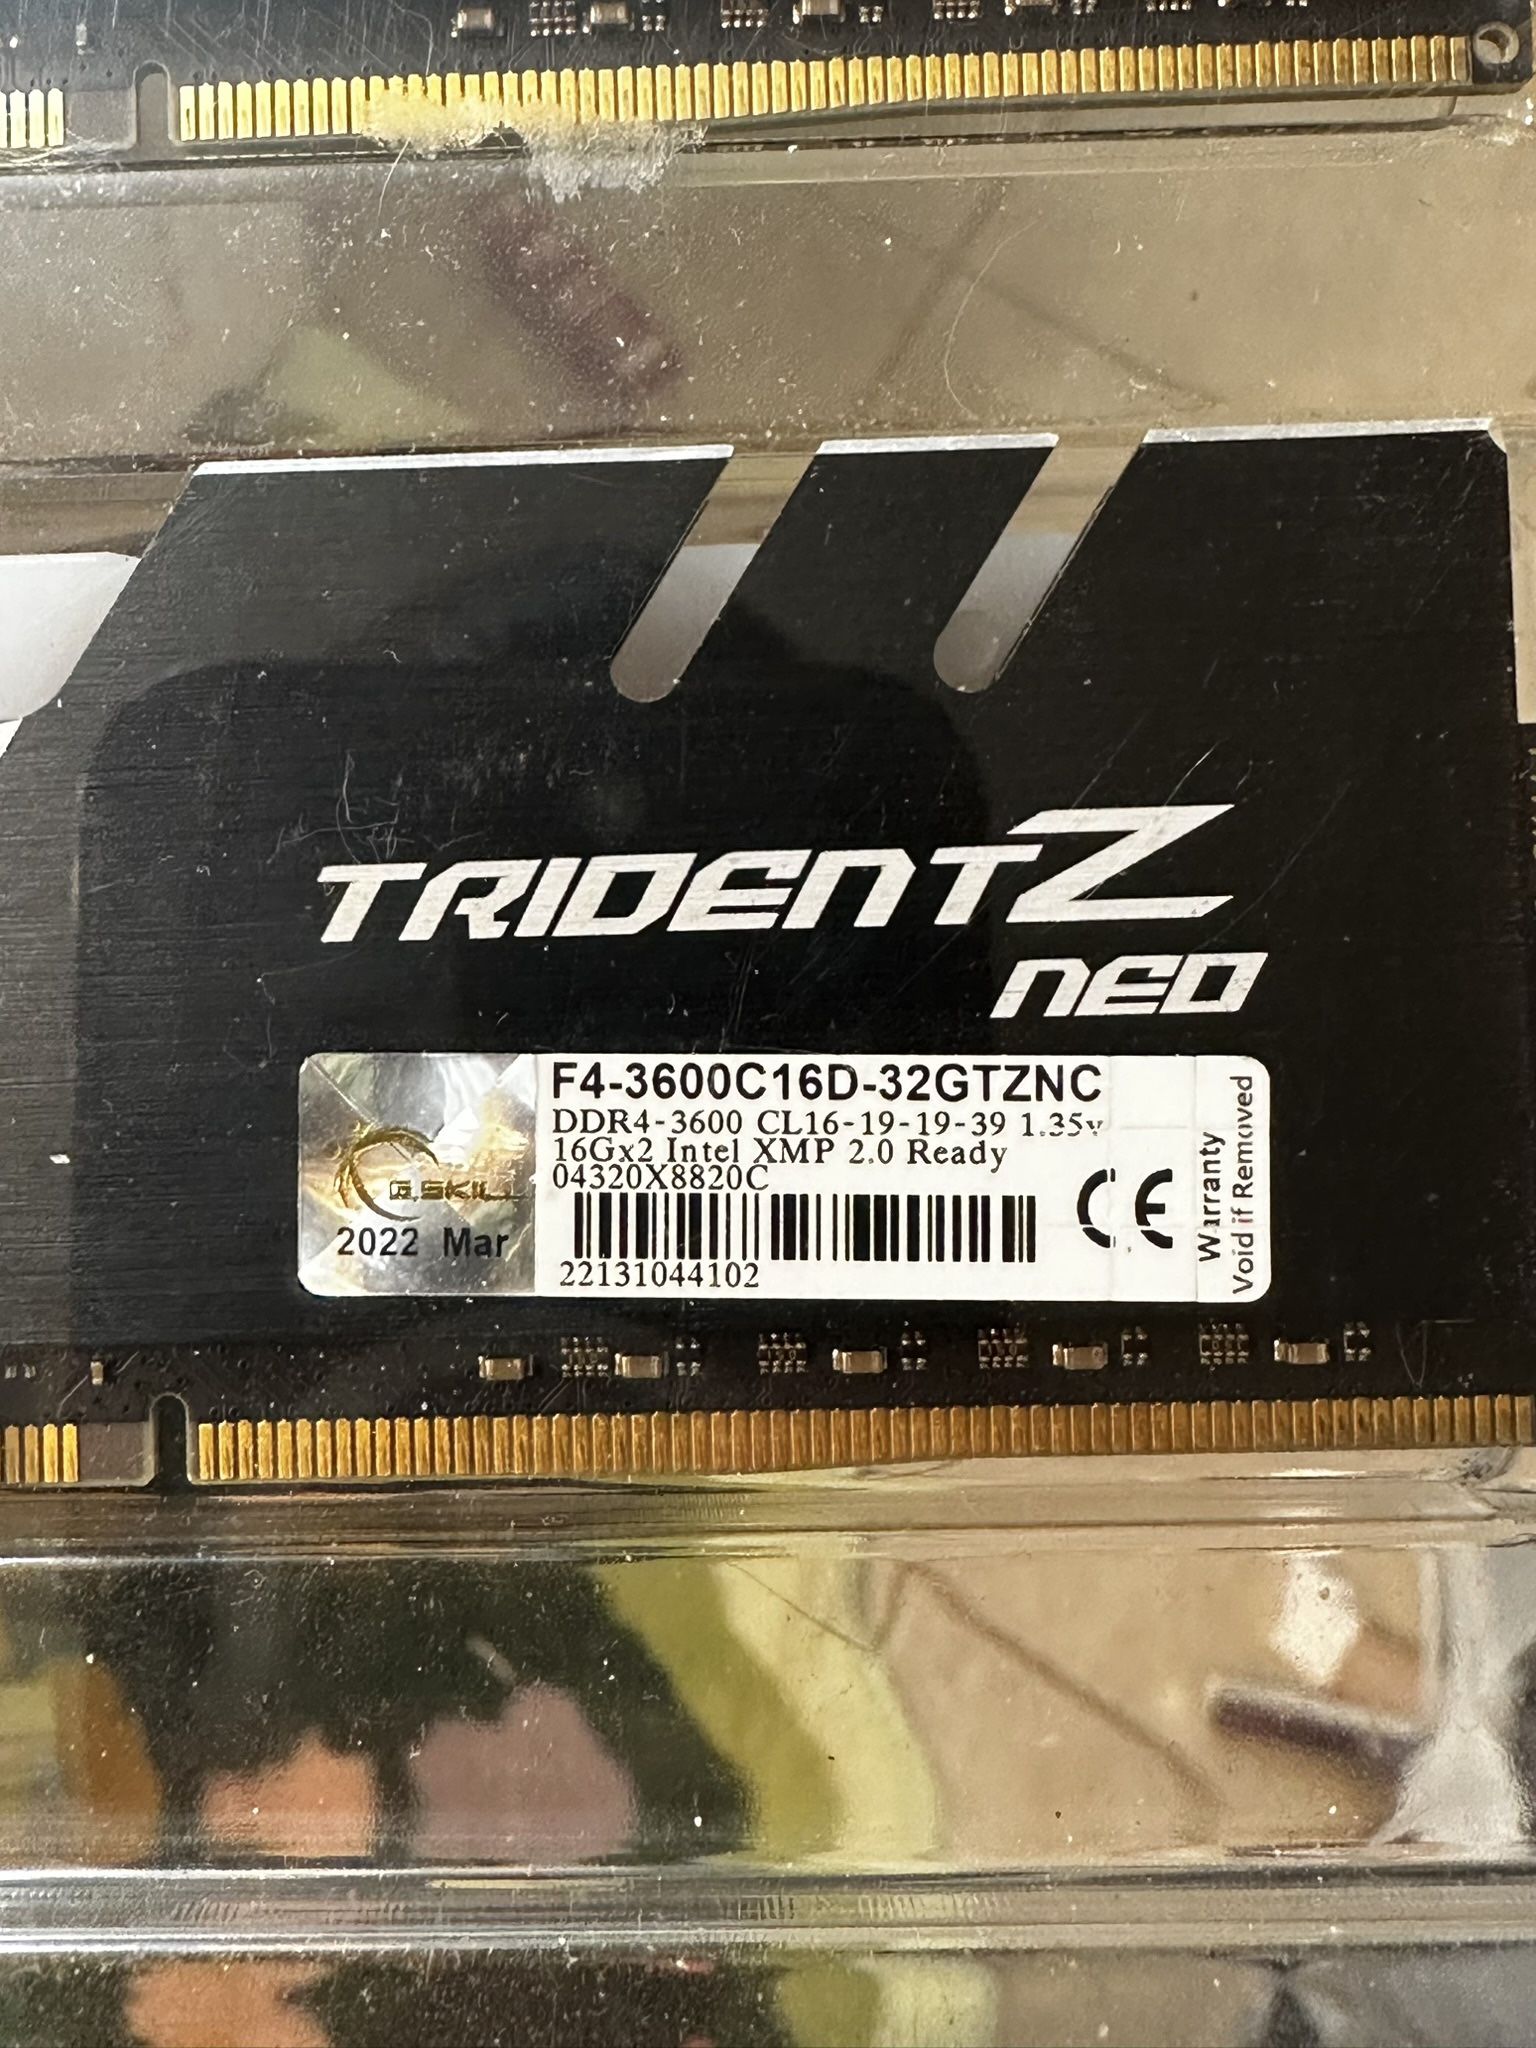 TRIDENTZ
NEO
F4-3600C16D-32GTZNC
DDR4-3600 CL16-19-19-39 1.35v
16Gx2 Intel XMP 2.0 Ready
04320X8820C
G.SKILL
2022 Mar
22131044102
CE
Warranty
Void if Removed